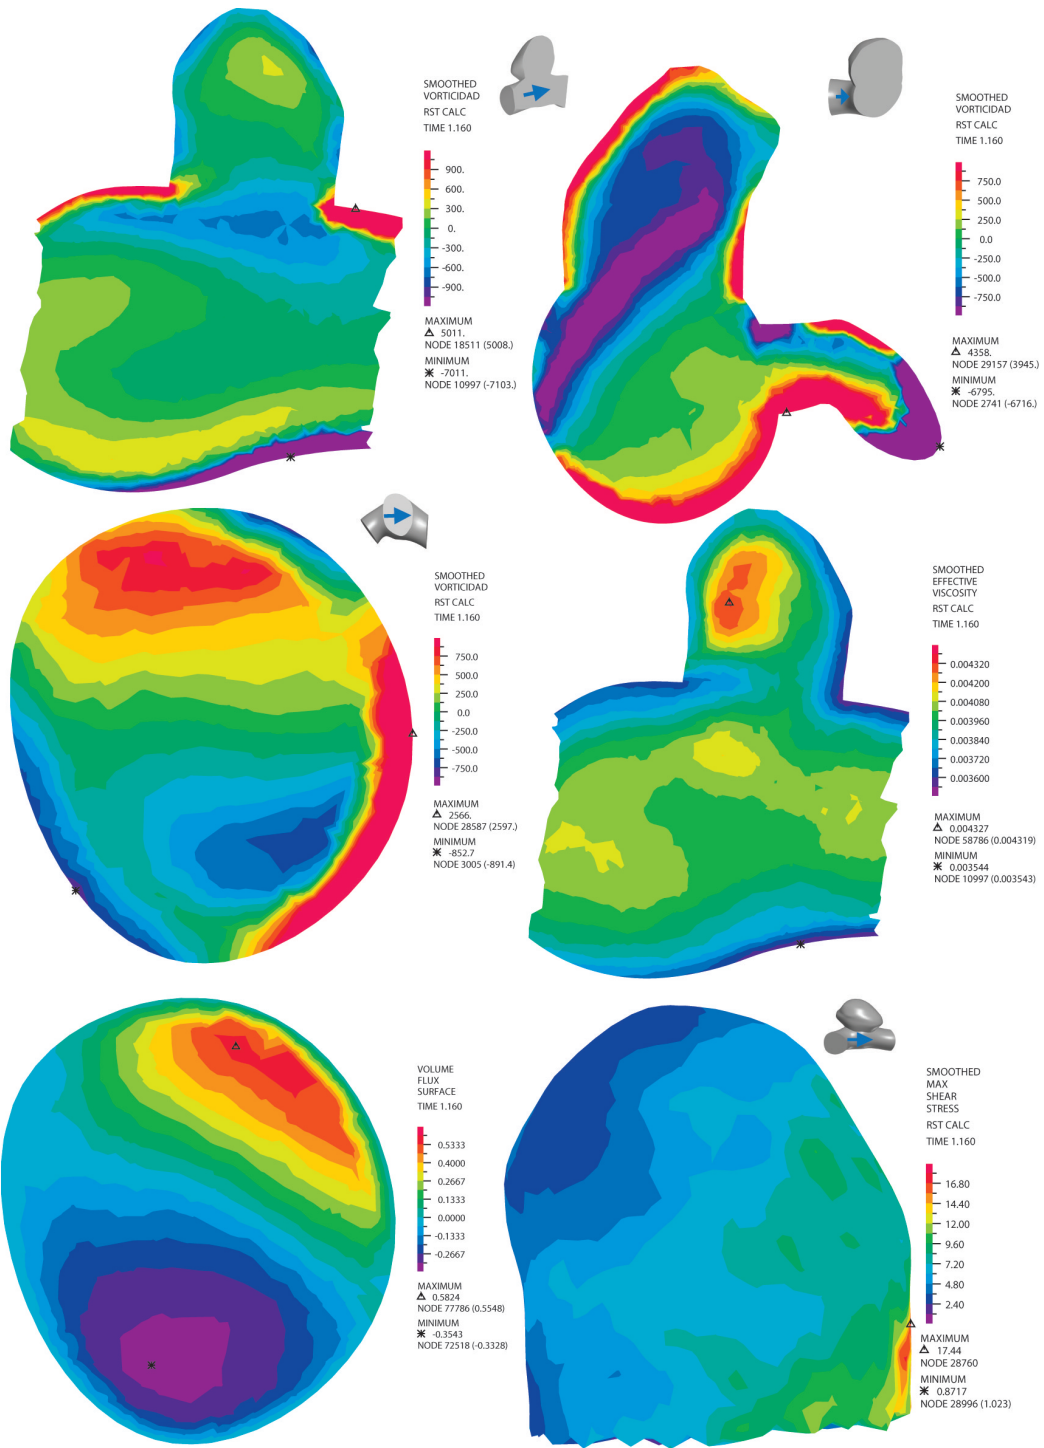 SMOOTHED
VORTICIDAD
RST CALC
TIME 1.160
900.
600.
300.
0.
-300.
-600.
-900.
MAXIMUM
5011.
NODE 18511 (5008.)
MINIMUM
-7011.
NODE 10997 (-7103.)
SMOOTHED
VORTICIDAD
RST CALC
TIME 1.160
750.0
500.0
250.0
0.0
-250.0
-500.0
-750.0
MAXIMUM
4358.
NODE 29157 (3945.)
MINIMUM
-6795.
NODE 2741 (-6716.)
SMOOTHED
VORTICIDAD
RST CALC
TIME 1.160
750.0
500.0
250.0
0.0
-250.0
-500.0
-750.0
MAXIMUM
2566.
NODE 28587 (2597.)
MINIMUM
-852.7
NODE 3005 (-891.4)
SMOOTHED
EFFECTIVE
VISCOSITY
RST CALC
TIME 1.160
0.004320
0.004200
0.004080
0.003960
0.003840
0.003720
0.003600
MAXIMUM
0.004327
NODE 58786 (0.004319)
MINIMUM
0.003544
NODE 10997 (0.003543)
VOLUME
FLUX
SURFACE
TIME 1.160
0.5333
0.4000
0.2667
0.1333
0.0000
-0.1333
-0.2667
MAXIMUM
0.5824
NODE 77786 (0.5548)
MINIMUM
-0.3543
NODE 72518 (-0.3328)
SMOOTHED
MAX
SHEAR
STRESS
RST CALC
TIME 1.160
16.80
14.40
12.00
9.60
7.20
4.80
2.40
MAXIMUM
17.44
NODE 28760
MINIMUM
0.8717
NODE 28996 (1.023)